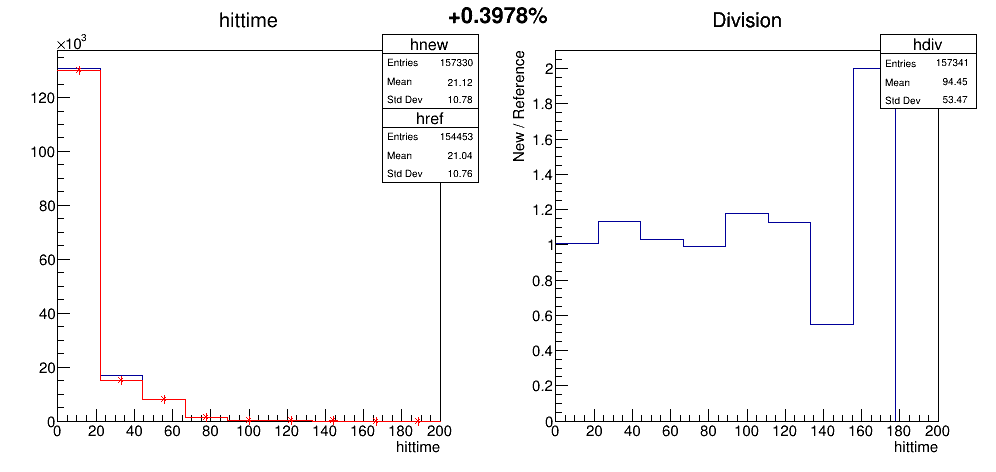 +0.3978%
hittime
×10³
120
100
80
60
40
20
0
0 20 40 60 80 100 120 140 160 180 200
hittime
hnew
Entries 157330
Mean 21.12
Std Dev 10.78
href
Entries 154453
Mean 21.04
Std Dev 10.76
Division
New / Reference
2
1.8
1.6
1.4
1.2
1
0.8
0.6
0.4
0.2
0
0 20 40 60 80 100 120 140 160 180 200
hittime
hdiv
Entries 157341
Mean 94.45
Std Dev 53.47